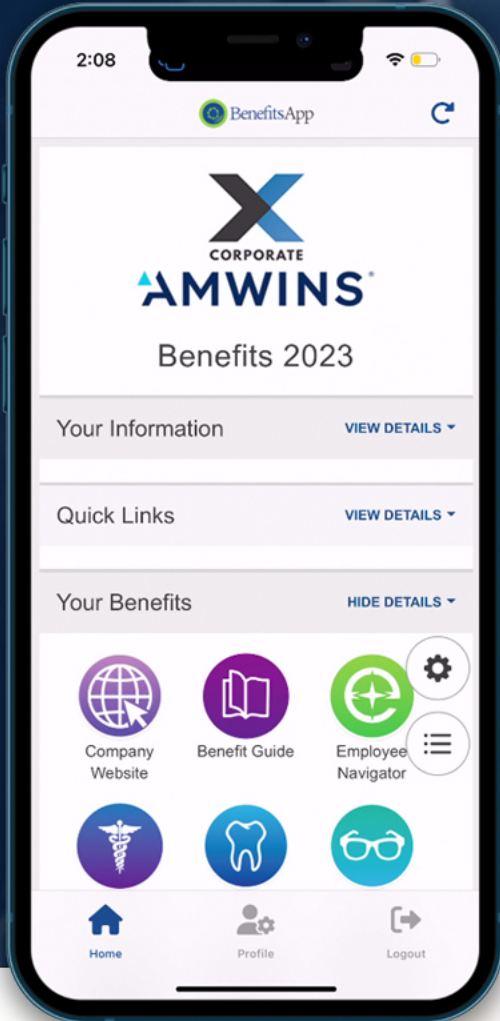 2:08
BenefitsApp
CORPORATE
AMWINS
Benefits 2023
Your Information
VIEW DETAILS
Quick Links
VIEW DETAILS
Your Benefits
HIDE DETAILS
Company
Website
Benefit Guide
Employee
Navigator
Home
Profile
Logout